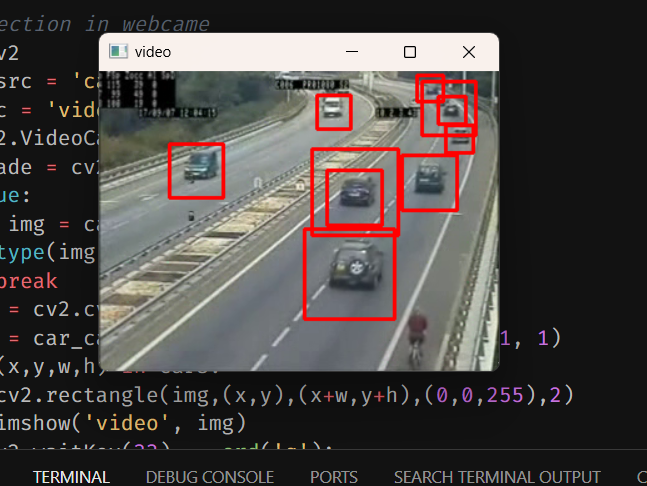 ection in webcame
v2
video
src = 'ca
c = 'vide
2.VideoCa
ade = cv2
ue:
img = ca
type(img
break
= cv2.cv
= car_ca
1, 1)
(x,y,w,h) in cars:
cv2.rectangle(img,(x,y),(x+w,y+h),(0,0,255),2)
imshow('video', img)
TERMINAL DEBUG CONSOLE PORTS SEARCH TERMINAL OUTPUT